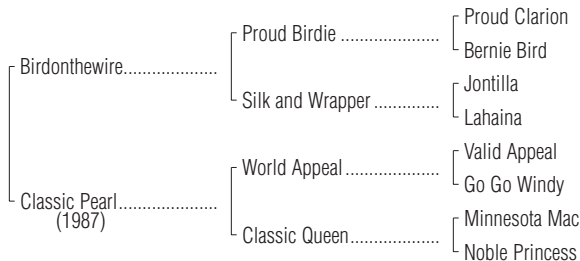 Proud Clarion
Proud Birdie ....................
Bernie Bird
Birdonthewire....................
Jontilla
Silk and Wrapper ..............
Lahaina
Valid Appeal
World Appeal ....................
Go Go Windy
Classic Pearl.....................
(1987)
Minnesota Mac
Classic Queen...................
Noble Princess